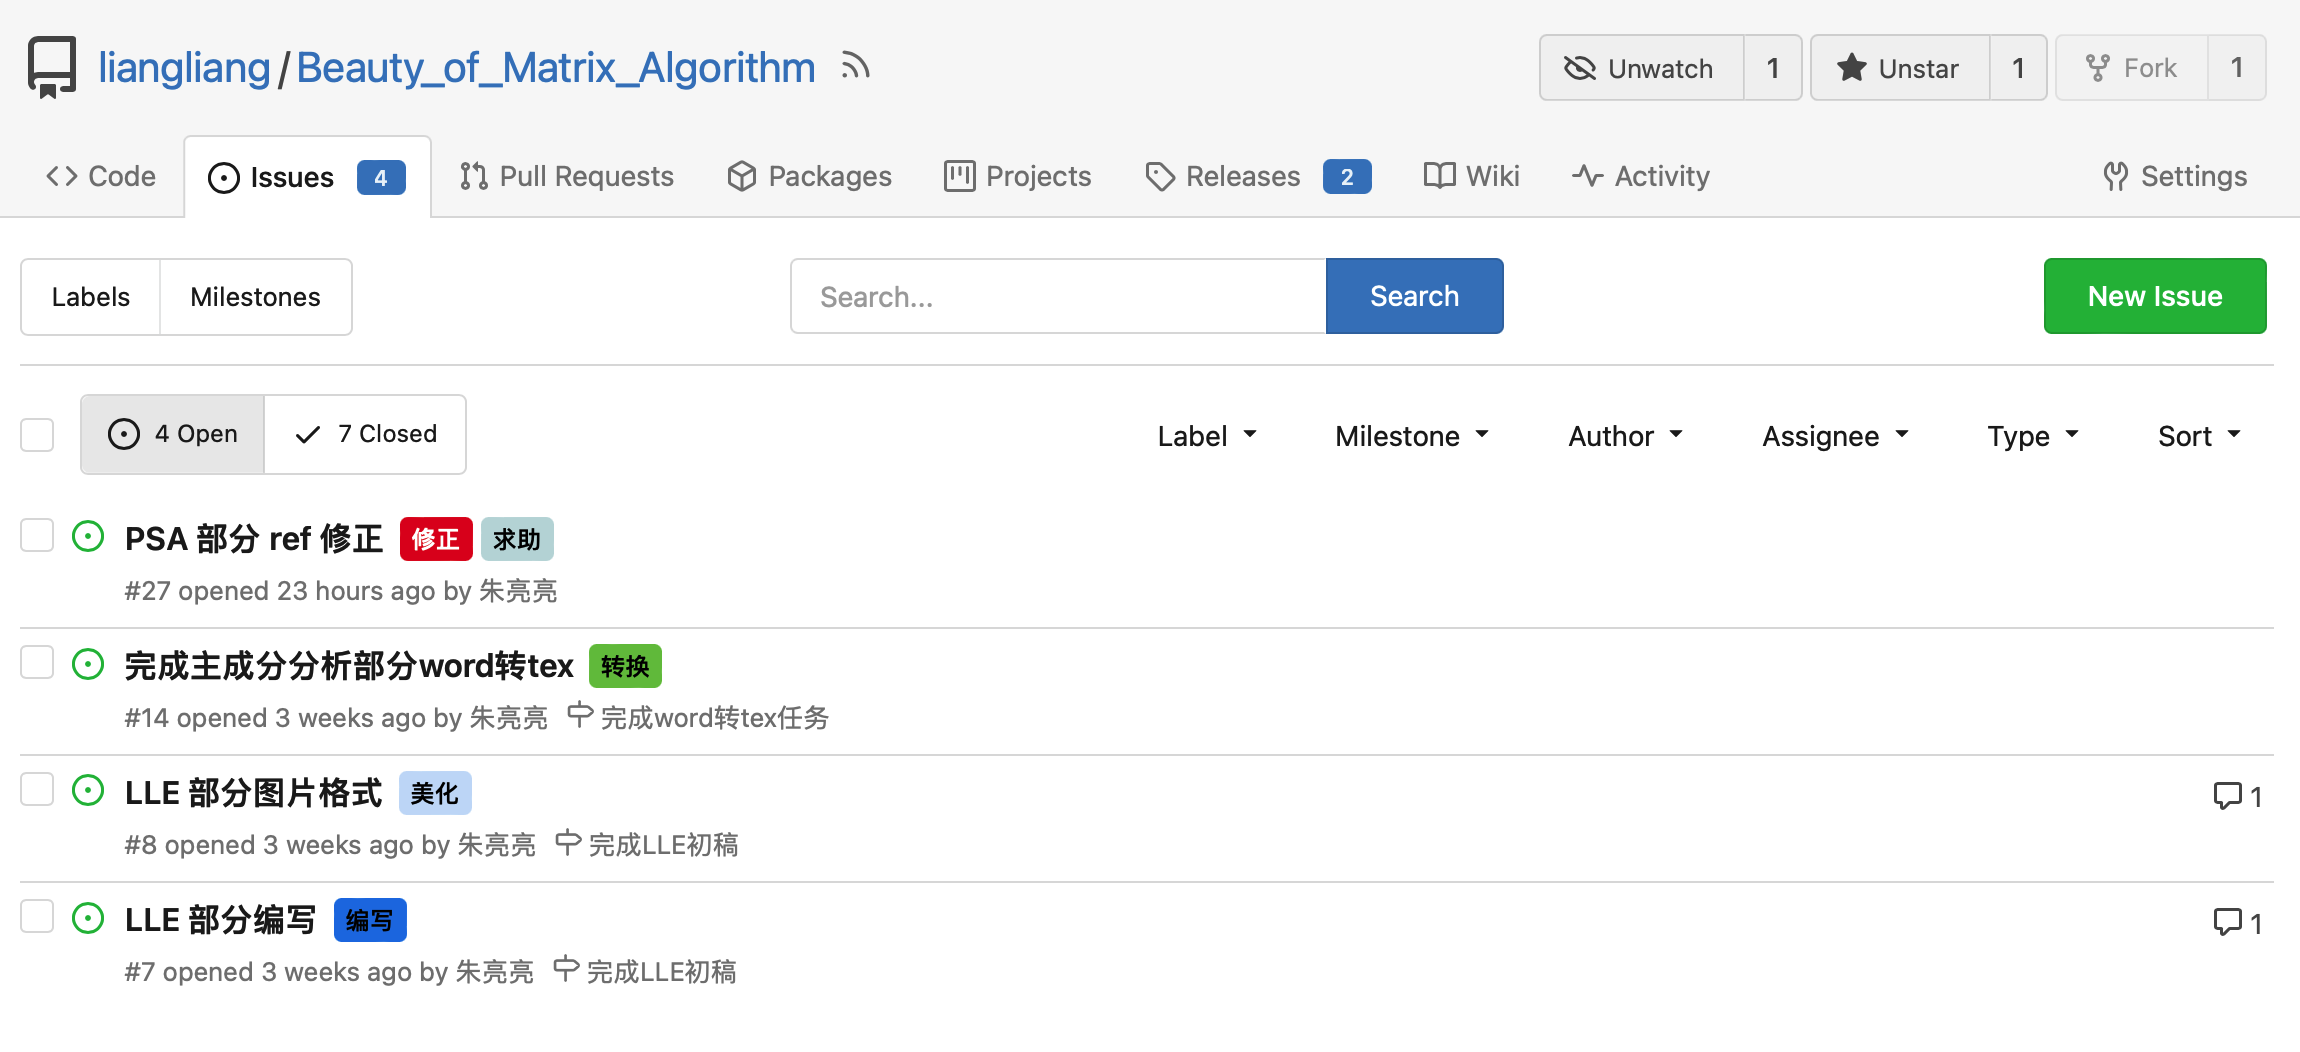 liangliang/Beauty_of_Matrix_Algorithm
Unwatch 1 Unstar 1 Fork 1
Code Issues 4 Pull Requests Packages Projects Releases 2 Wiki Activity Settings
Labels Milestones Search... Search New Issue
4 Open 7 Closed Label Milestone Author Assignee Type Sort
PSA 部分 ref 修正 修正 求助
#27 opened 23 hours ago by 朱亮亮
完成主成分分析部分word转tex 转换
#14 opened 3 weeks ago by 朱亮亮 完成word转tex任务
LLE 部分图片格式 美化 1
#8 opened 3 weeks ago by 朱亮亮 完成LLE初稿
LLE 部分编写 编写 1
#7 opened 3 weeks ago by 朱亮亮 完成LLE初稿